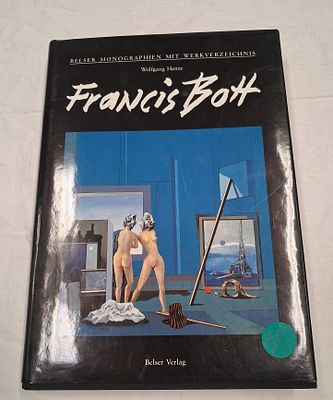 BELSER MONOGRAPHIEN MIT WERKVERZEICHNIS
Wolfgang Henze
Francis Bott
Belser Verlag